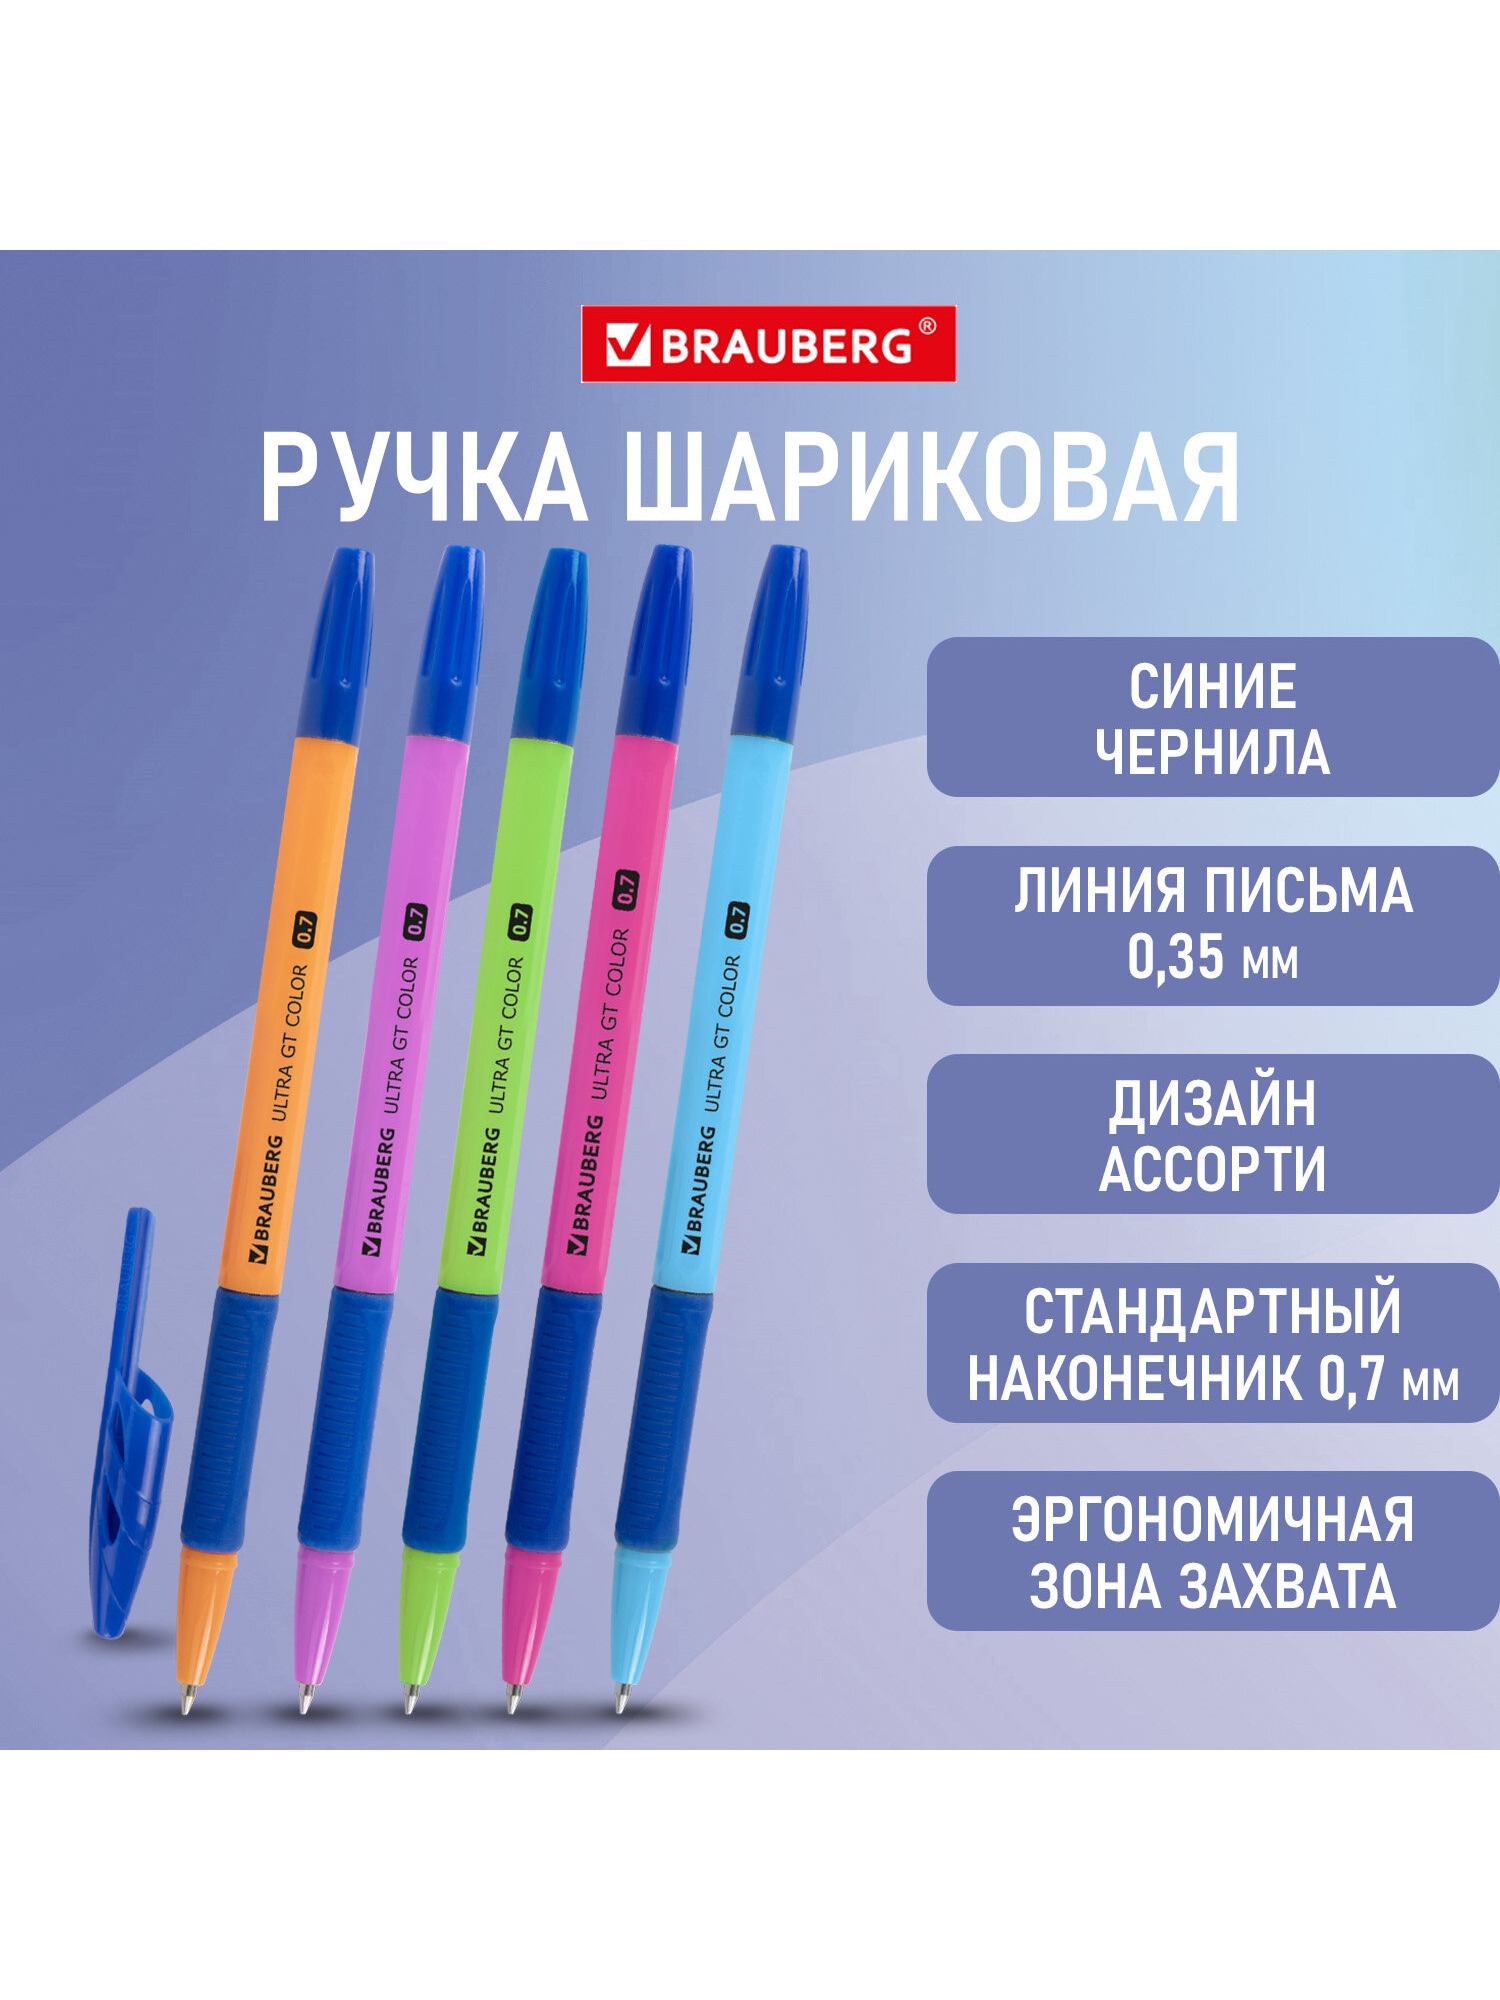 BRAUBERG®
РУЧКА ШАРИКОВАЯ
BRAUBERG ULTRA GT COLOR 0.7
BRAUBERG ULTRA GT COLOR 0.7
BRAUBERG ULTRA GT COLOR 0.7
BRAUBERG ULTRA GT COLOR 0.7
BRAUBERG ULTRA GT COLOR 0.7
СИНИЕ
ЧЕРНИЛА
ЛИНИЯ ПИСЬМА
0,35 мм
ДИЗАЙН
АССОРТИ
СТАНДАРТНЫЙ
НАКОНЕЧНИК 0,7 мм
ЭРГОНОМИЧНАЯ
ЗОНА ЗАХВАТА